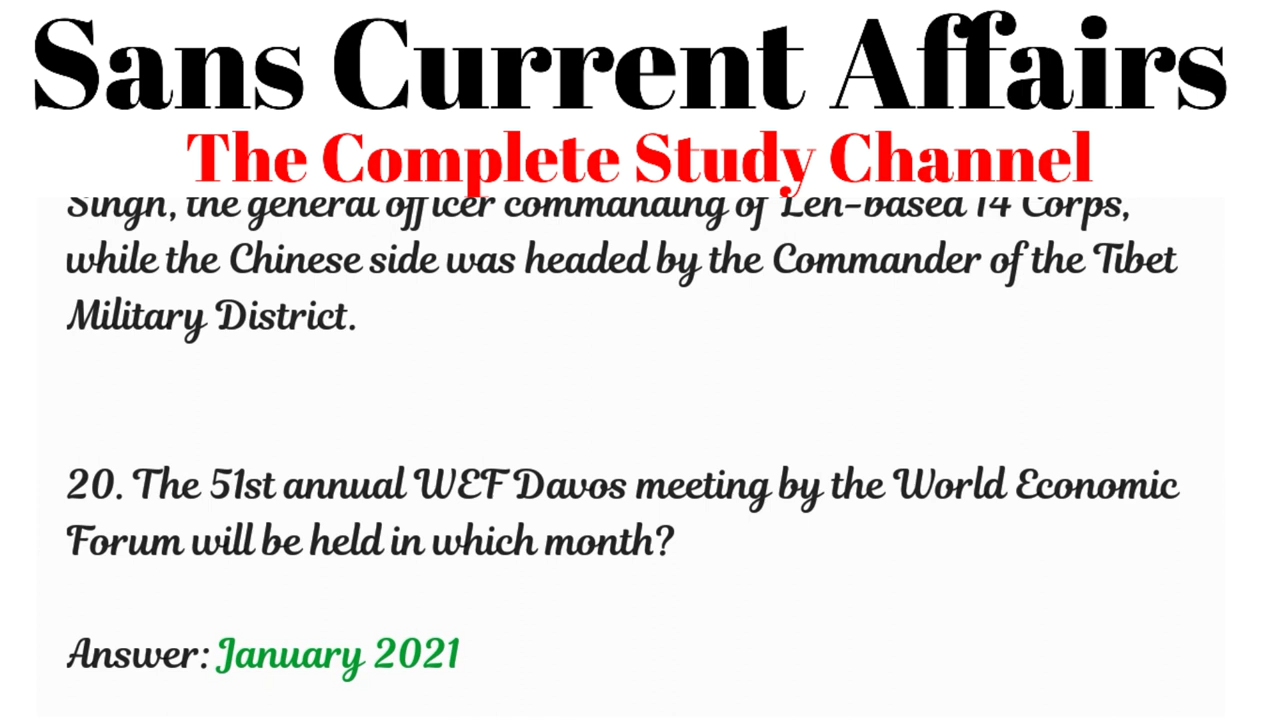 Sans Current Affairs
The Complete Study Channel
Singh, the general officer commanding of Leh-based 14 Corps,
while the Chinese side was headed by the Commander of the Tibet
Military District.
20. The 51st annual WEF Davos meeting by the World Economic
Forum will be held in which month?
Answer: January 2021